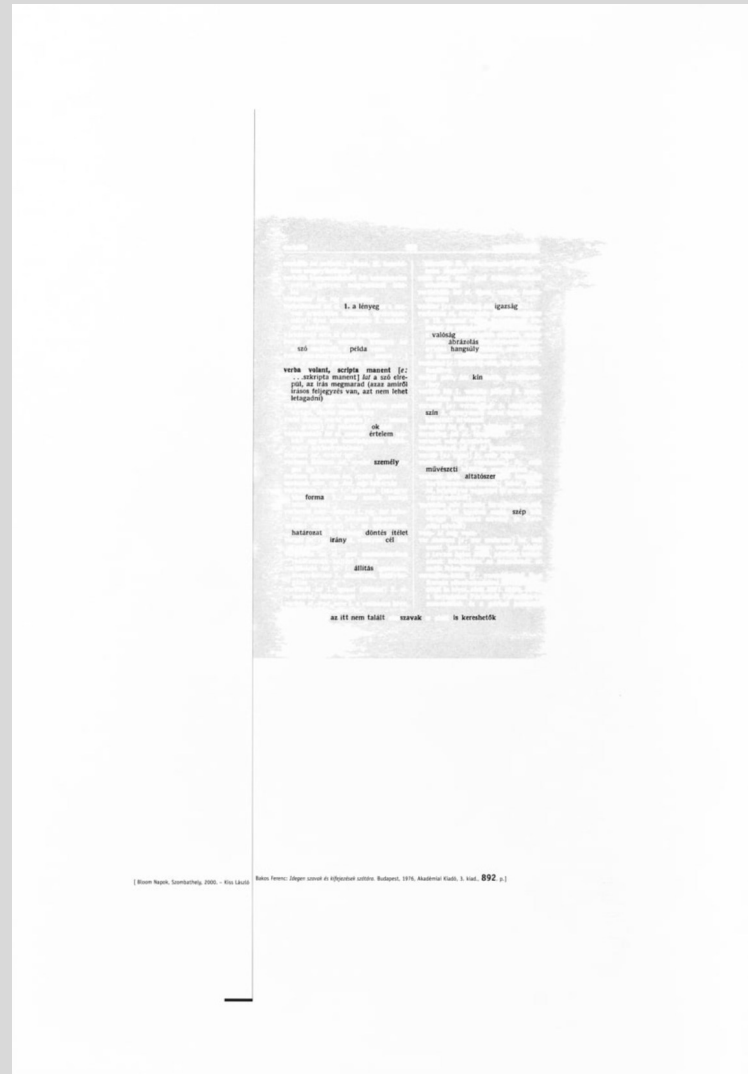 1. a lényeg
szó példa
verba volant, scripta manent [e:
...szkripta manent] lat a szó elre-
pül, az írás megmarad (azaz amiről
írásos feljegyzés van, azt nem lehet
letagadni)
ok
értelem
személy
forma
határozat döntés ítélet
irány cél
állítás
igazság
valóság
ábrázolás
hangsúly
kín
szín
művészeti
altatószer
szép
az itt nem talált szavak is kereshetők
[ Bloom Napok, Szombathely, 2000. – Kiss László
Bakos Ferenc: Idegen szavak és kifejezések szótára. Budapest, 1976, Akadémiai Kiadó, 3. kiad., 892. p.]